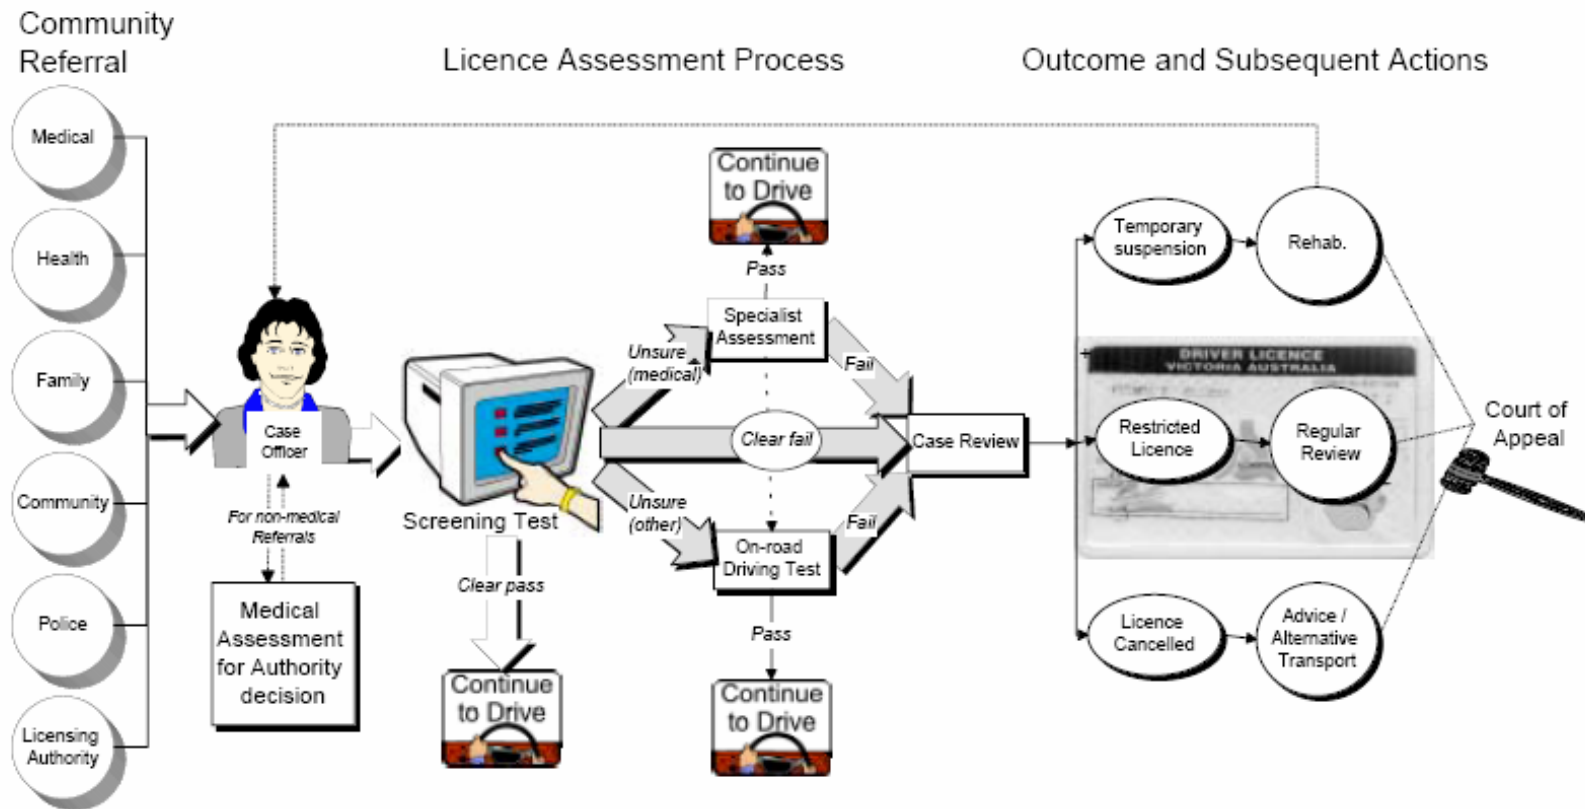 Community
Referral
Licence Assessment Process
Outcome and Subsequent Actions
Medical
Health
Family
Community
Police
Licensing
Authority
Case
Officer
For non-medical
Referrals
Medical
Assessment
for Authority
decision
Screening Test
Clear pass
Continue
to Drive
Unsure
(medical)
Clear fail
Unsure
(other)
Continue
to Drive
Pass
Specialist
Assessment
Fail
On-road
Driving Test
Fail
Pass
Continue
to Drive
Case Review
Temporary
suspension
Rehab.
DRIVER LICENCE
VICTORIA AUSTRALIA
Restricted
Licence
Regular
Review
Licence
Cancelled
Advice /
Alternative
Transport
Court of
Appeal